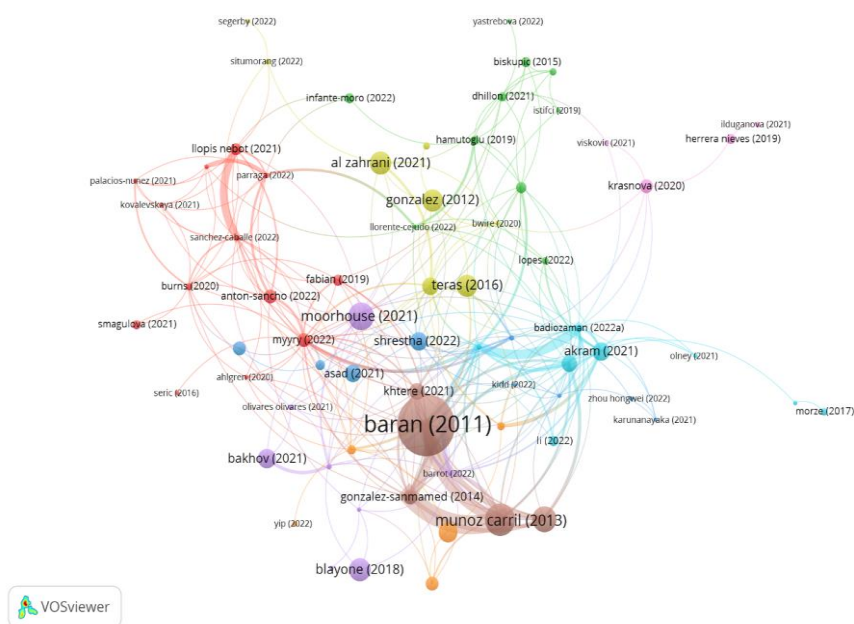 segerby (2022)
yastrebova (2022)
situmorang (2022)
biskupic (2015)
infante-moro (2022)
dhillon (2021)
istifci (2019)
ilduganova (2021)
hamutoglu (2019)
viskovic (2021)
herrera nieves (2019)
llopis nebot (2021)
al zahrani (2021)
palacios-nunez (2021)
parraga (2022)
krasnova (2020)
kovalevskaya (2021)
gonzalez (2012)
llorente-cejudo (2022)
bwire (2020)
sanchez-caballe (2022)
lopes (2022)
burns (2020)
fabian (2019)
teras (2016)
anton-sancho (2022)
smagulova (2021)
moorhouse (2021)
badiozaman (2022a)
myyry (2022)
shrestha (2022)
akram (2021)
olney (2021)
ahlgren (2020)
asad (2021)
kidd (2022)
seric (2016)
khtere (2021)
zhou hongwei (2022)
olivares olivares (2021)
morze (2017)
karunanayaka (2021)
baran (2011)
li (2022)
bakhov (2021)
barrot (2022)
gonzalez-sanmamed (2014)
yip (2022)
munoz carril (2013)
blayone (2018)
VOSviewer